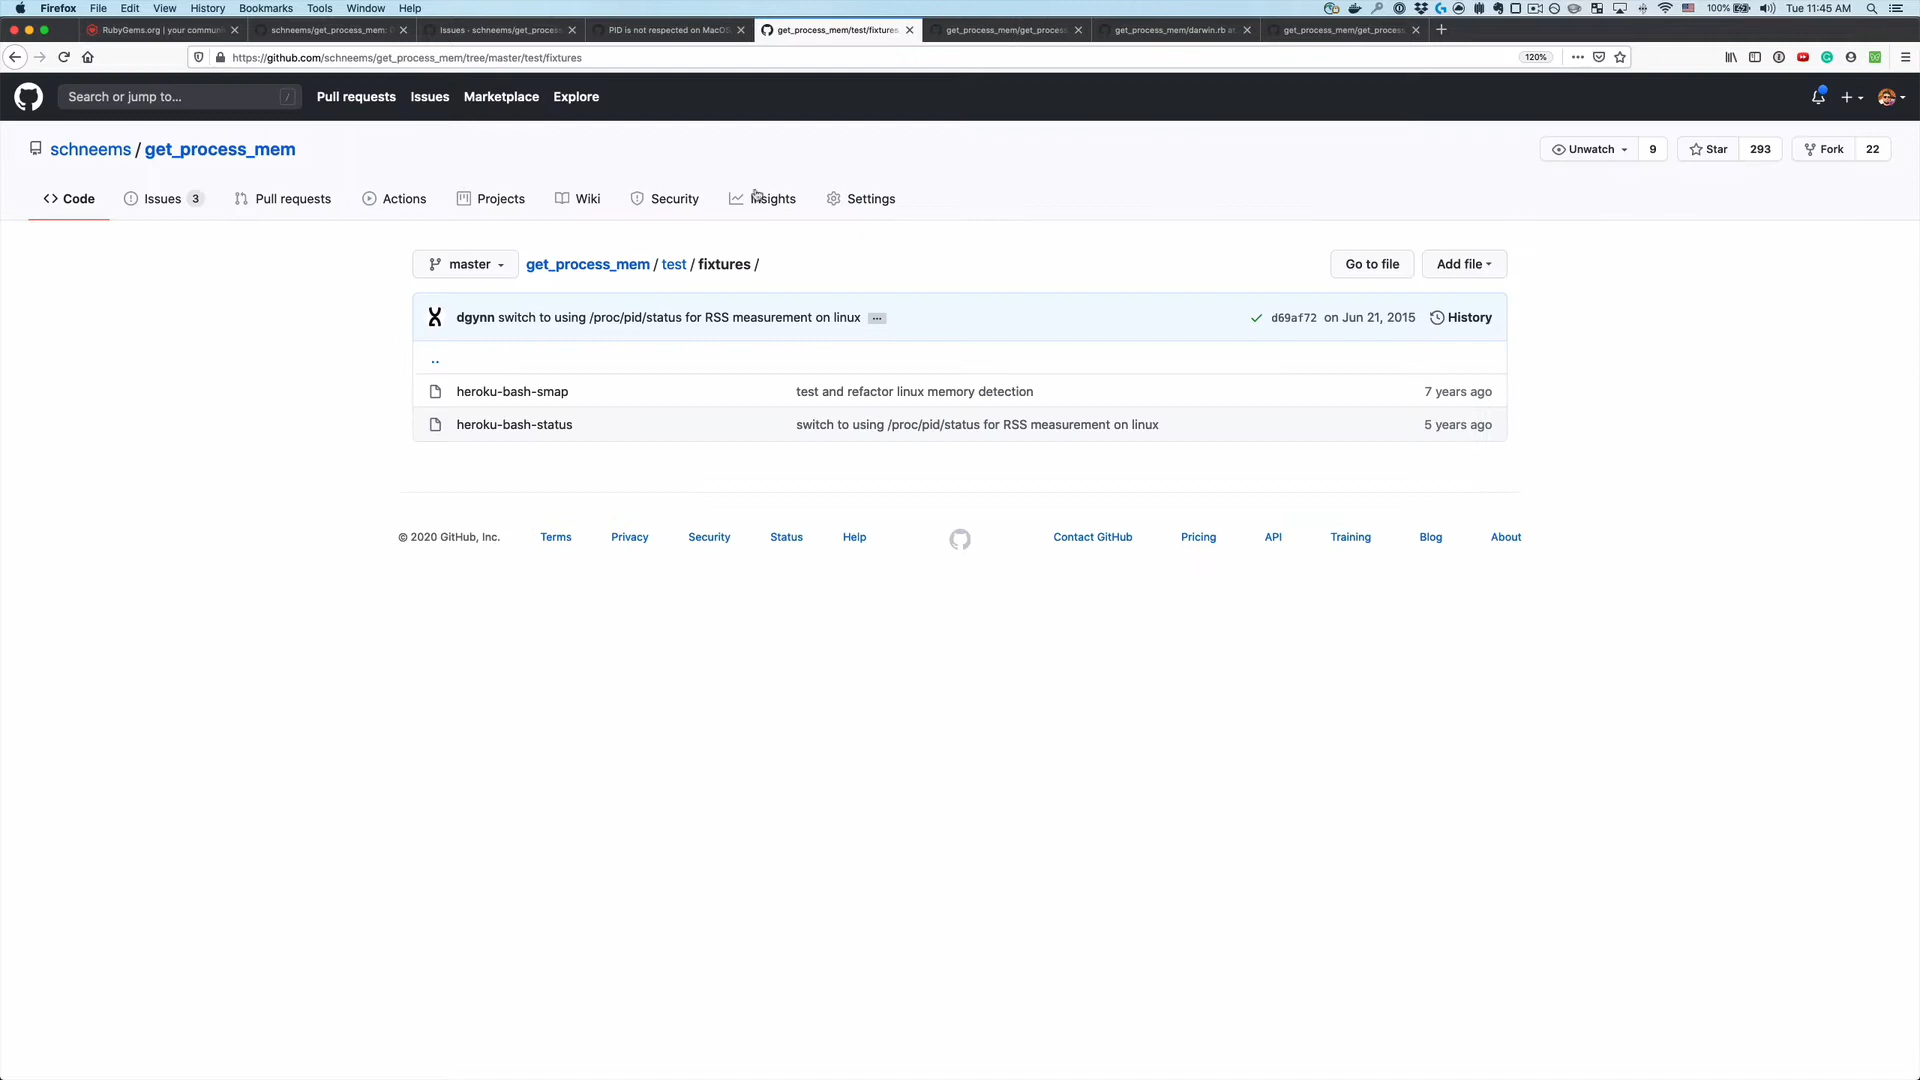 Firefox File Edit View History Bookmarks Tools Window Help 100% Tue 11:45 AM
RubyGems.org | your commun schneems/get_process_mem: Issues · schneems/get_proces PID is not respected on MacOS get_process_mem/test/fixtures get_process_mem/get_proces get_process_mem/darwin.rb at get_process_mem/get_proces
https://github.com/schneems/get_process_mem/tree/master/test/fixtures 120%
Search or jump to... / Pull requests Issues Marketplace Explore
schneems / get_process_mem Unwatch 9 Star 293 Fork 22
Code Issues 3 Pull requests Actions Projects Wiki Security Insights Settings
master get_process_mem / test / fixtures / Go to file Add file
dgynn switch to using /proc/pid/status for RSS measurement on linux ... d69af72 on Jun 21, 2015 History
..
heroku-bash-smap test and refactor linux memory detection 7 years ago
heroku-bash-status switch to using /proc/pid/status for RSS measurement on linux 5 years ago
© 2020 GitHub, Inc. Terms Privacy Security Status Help Contact GitHub Pricing API Training Blog About